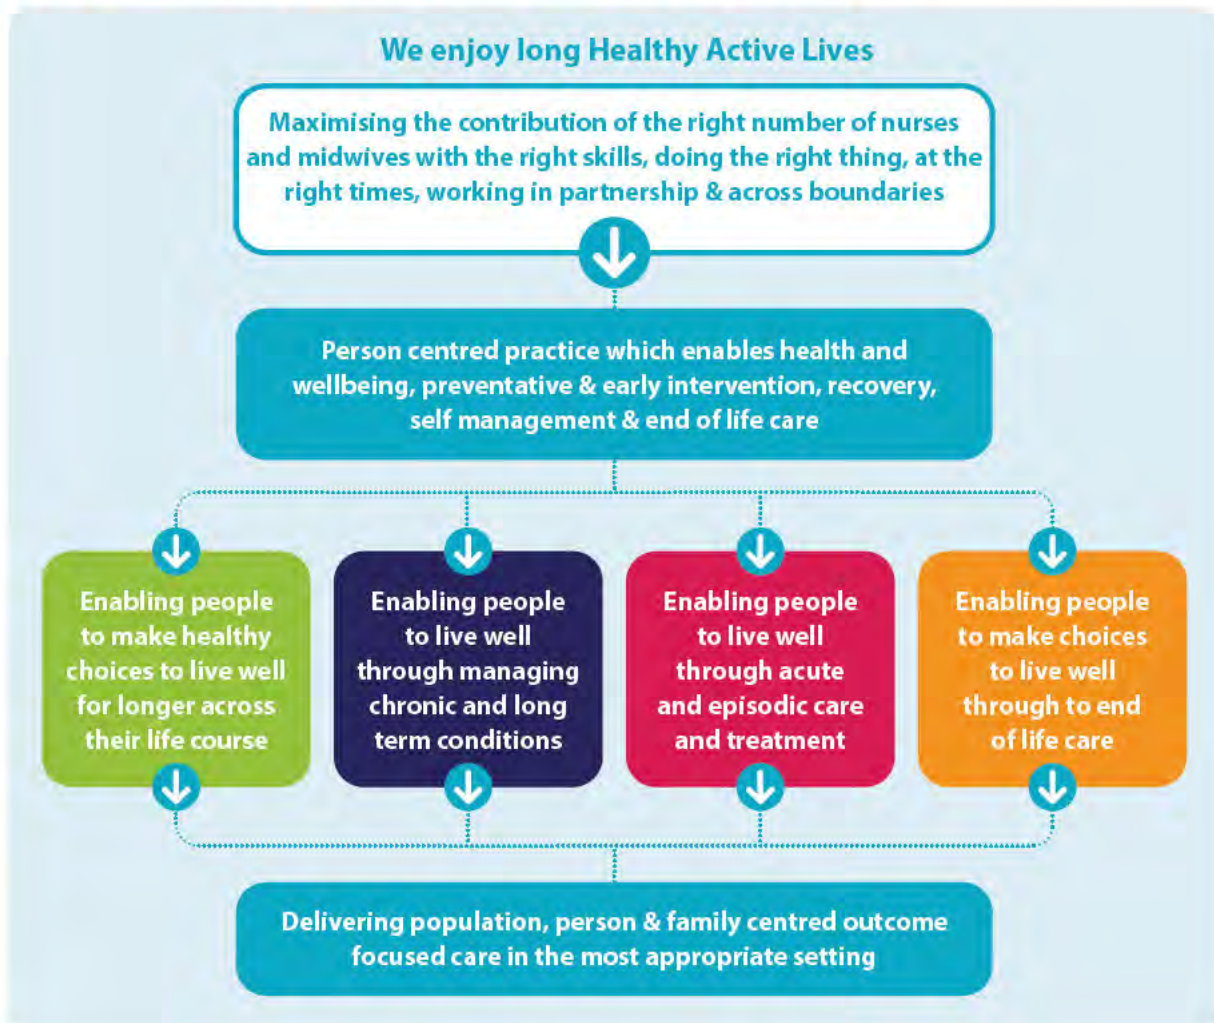 We enjoy long Healthy Active Lives
Maximising the contribution of the right number of nurses
and midwives with the right skills, doing the right thing, at the
right times, working in partnership & across boundaries
Person centred practice which enables health and
wellbeing, preventative & early intervention, recovery,
self management & end of life care
Enabling people
to make healthy
choices to live well
for longer across
their life course
Enabling people
to live well
through managing
chronic and long
term conditions
Enabling people
to live well
through acute
and episodic care
and treatment
Enabling people
to make choices
to live well
through to end
of life care
Delivering population, person & family centred outcome
focused care in the most appropriate setting